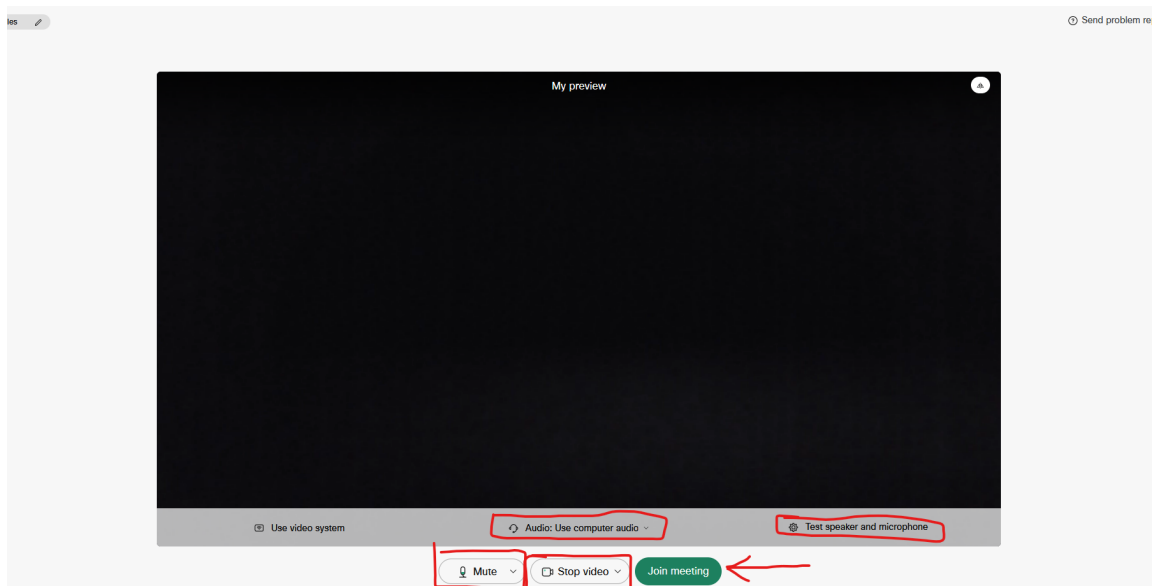 les
Send problem re
My preview
Use video system
Audio: Use computer audio
Test speaker and microphone
Mute
Stop video
Join meeting